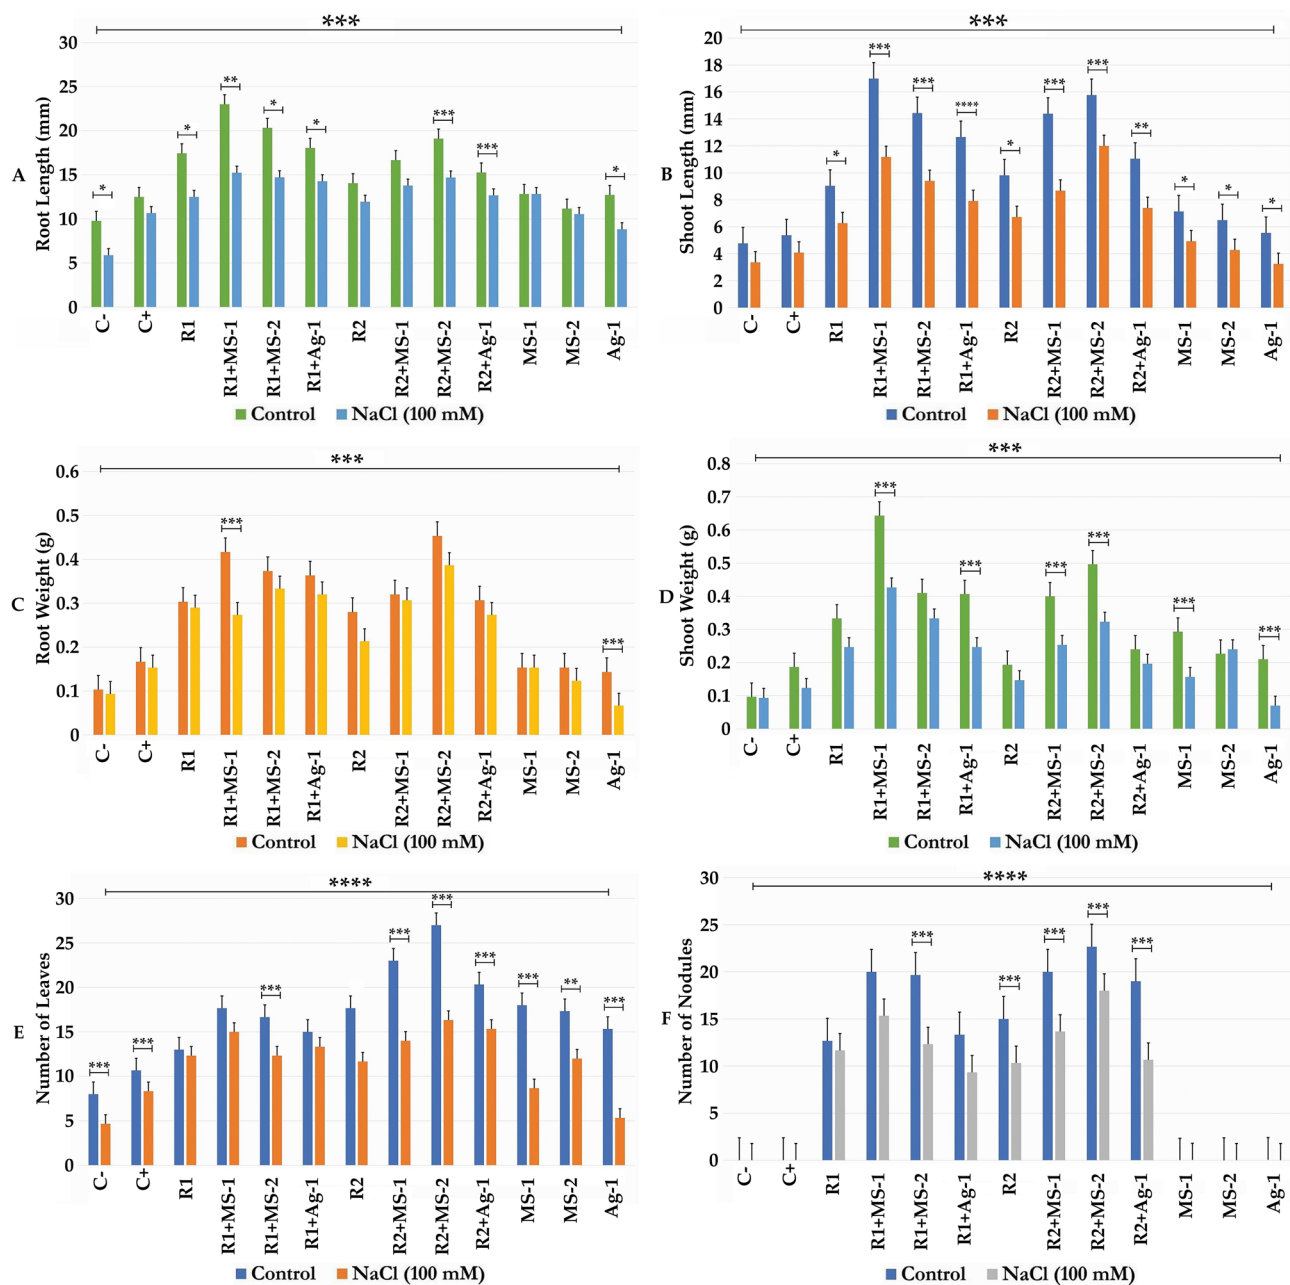 A
***
Root Length (mm)
30
25
20
15
10
5
0
*
*
**
*
*
***
***
*
C-
C+
R1
R1+MS-1
R1+MS-2
R1+Ag-1
R2
R2+MS-1
R2+MS-2
R2+Ag-1
MS-1
MS-2
Ag-1
Control
NaCl (100 mM)
B
***
Shoot Length (mm)
20
18
16
14
12
10
8
6
4
2
0
*
***
***
****
*
***
***
**
*
*
*
C-
C+
R1
R1+MS-1
R1+MS-2
R1+Ag-1
R2
R2+MS-1
R2+MS-2
R2+Ag-1
MS-1
MS-2
Ag-1
Control
NaCl (100 mM)
C
***
Root Weight (g)
0.6
0.5
0.4
0.3
0.2
0.1
0
***
***
C-
C+
R1
R1+MS-1
R1+MS-2
R1+Ag-1
R2
R2+MS-1
R2+MS-2
R2+Ag-1
MS-1
MS-2
Ag-1
Control
NaCl (100 mM)
D
***
Shoot Weight (g)
0.8
0.7
0.6
0.5
0.4
0.3
0.2
0.1
0
***
***
***
***
***
***
C-
C+
R1
R1+MS-1
R1+MS-2
R1+Ag-1
R2
R2+MS-1
R2+MS-2
R2+Ag-1
MS-1
MS-2
Ag-1
Control
NaCl (100 mM)
E
****
Number of Leaves
30
25
20
15
10
5
0
***
***
***
***
***
***
***
**
***
C-
C+
R1
R1+MS-1
R1+MS-2
R1+Ag-1
R2
R2+MS-1
R2+MS-2
R2+Ag-1
MS-1
MS-2
Ag-1
Control
NaCl (100 mM)
F
****
Number of Nodules
30
25
20
15
10
5
0
***
***
***
***
***
C-
C+
R1
R1+MS-1
R1+MS-2
R1+Ag-1
R2
R2+MS-1
R2+MS-2
R2+Ag-1
MS-1
MS-2
Ag-1
Control
NaCl (100 mM)